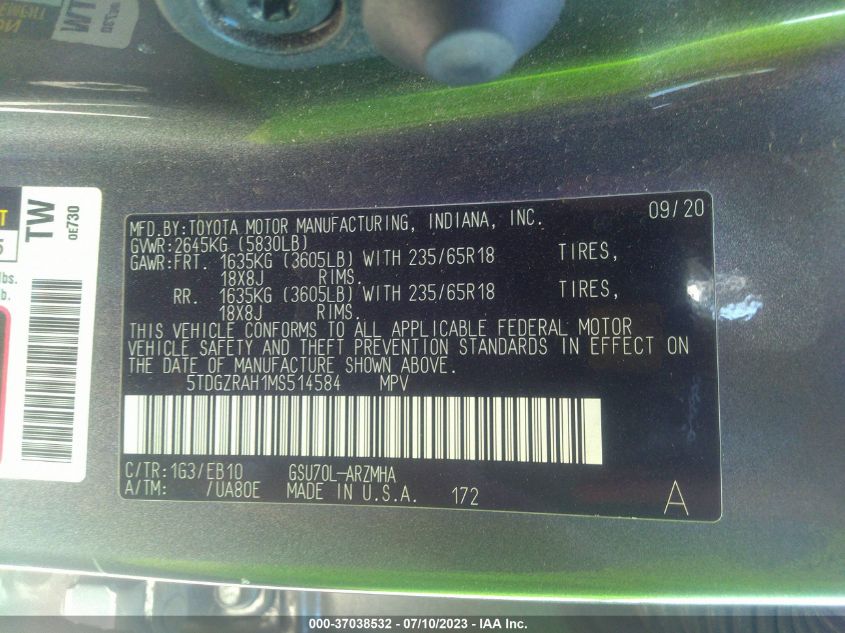 TW
0E730
lbs.
b.
MFD.BY:TOYOTA MOTOR MANUFACTURING, INDIANA, INC. 09/20
GVWR:2645KG (5830LB)
GAWR:FRT. 1635KG (3605LB) WITH 235/65R18 TIRES,
18X8J RIMS.
RR. 1635KG (3605LB) WITH 235/65R18 TIRES,
18X8J RIMS.
THIS VEHICLE CONFORMS TO ALL APPLICABLE FEDERAL MOTOR
VEHICLE SAFETY AND THEFT PREVENTION STANDARDS IN EFFECT ON
THE DATE OF MANUFACTURE SHOWN ABOVE.
5TDGZRAH1MS514584 MPV
C/TR:1G3/EB10 GSU70L-ARZMHA
A/TM: /UA80E MADE IN U.S.A. 172 A
000-37038532 - 07/10/2023 - © IAA Inc.